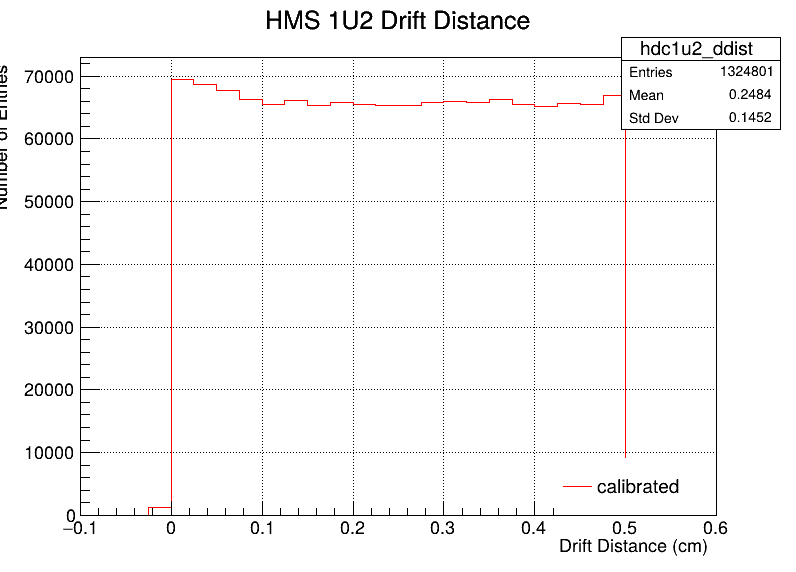 HMS 1U2 Drift Distance
hdc1u2_ddist
Entries 1324801
Mean 0.2484
Std Dev 0.1452
Number of Entries
70000
60000
50000
40000
30000
20000
10000
0
−0.1 0 0.1 0.2 0.3 0.4 0.5 0.6
calibrated
Drift Distance (cm)